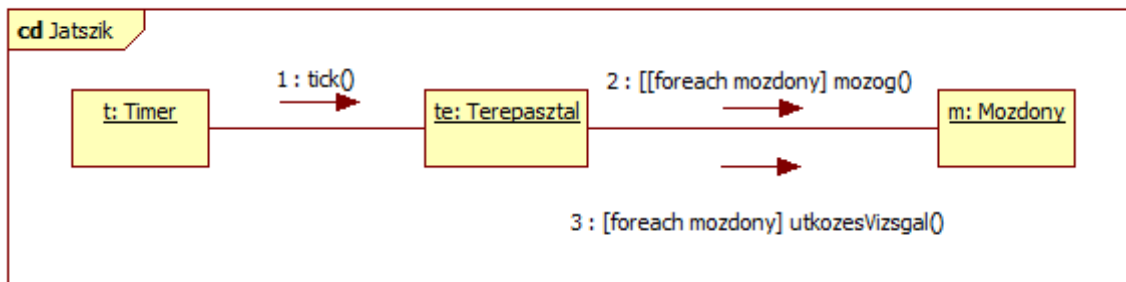 cd Jatszik
1 : tick()
2 : [[foreach mozdony] mozog()
t: Timer
te: Terepasztal
m: Mozdony
3 : [foreach mozdony] utkozesVizsgal()